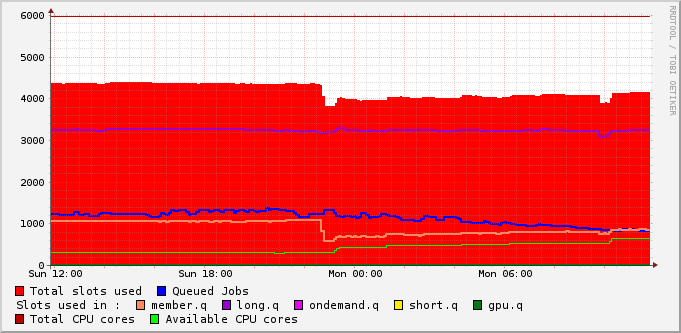 RRDTOOL / TOBI OETIKER
6000
5000
4000
3000
2000
1000
0
Sun 12:00 Sun 18:00 Mon 00:00 Mon 06:00
Total slots used Queued Jobs
Slots used in : member.q long.q ondemand.q short.q gpu.q
Total CPU cores Available CPU cores